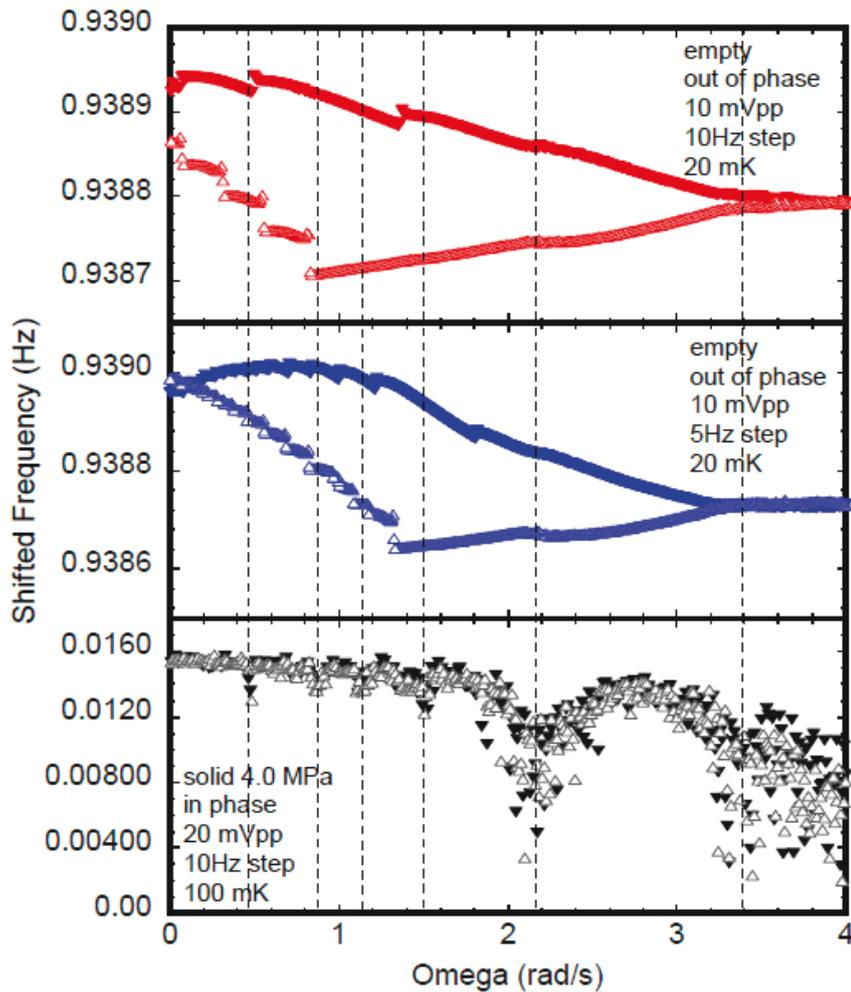 0.9390
0.9389
0.9388
0.9387
empty
out of phase
10 mVpp
10Hz step
20 mK
0.9390
0.9388
0.9386
empty
out of phase
10 mVpp
5Hz step
20 mK
Shifted Frequency (Hz)
0.0160
0.0120
0.00800
0.00400
0.00
solid 4.0 MPa
in phase
20 mVpp
10Hz step
100 mK
0 1 2 3 4
Omega (rad/s)